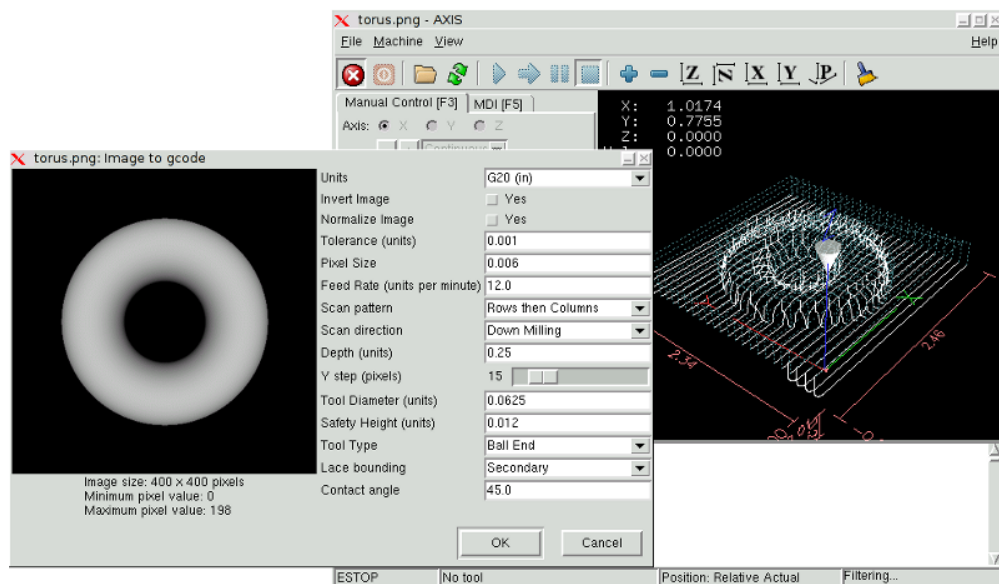 torus.png - AXIS
File Machine View Help
Z N X Y P
Manual Control [F3] MDI [F5]
Axis: X Y Z
Continuous
X: 1.0174
Y: 0.7755
Z: 0.0000
0.0000
torus.png: Image to gcode
Units G20 (in)
Invert Image Yes
Normalize Image Yes
Tolerance (units) 0.001
Pixel Size 0.006
Feed Rate (units per minute) 12.0
Scan pattern Rows then Columns
Scan direction Down Milling
Depth (units) 0.25
Y step (pixels) 15
Tool Diameter (units) 0.0625
Safety Height (units) 0.012
Tool Type Ball End
Lace bounding Secondary
Contact angle 45.0
Image size: 400 x 400 pixels
Minimum pixel value: 0
Maximum pixel value: 198
OK Cancel
2.34
2.46
ESTOP No tool Position: Relative Actual Filtering...